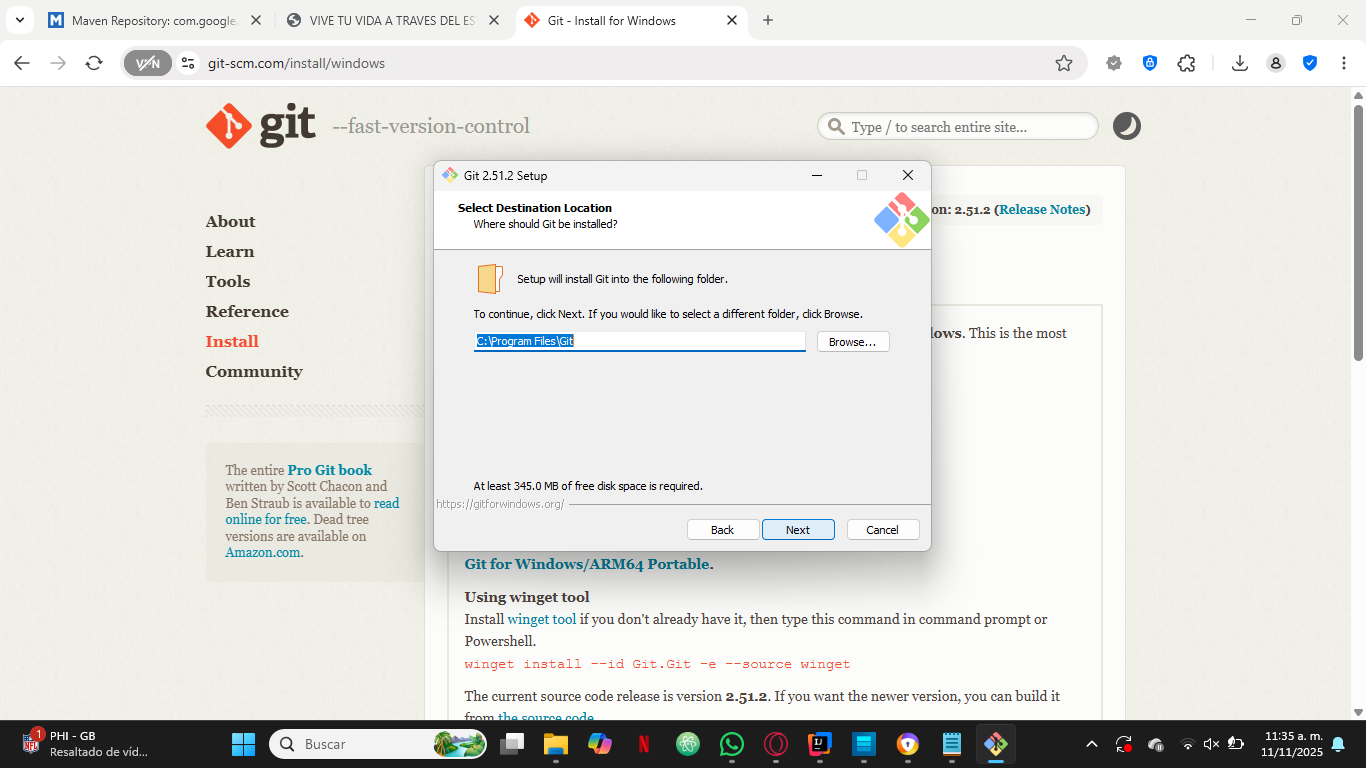 Maven Repository: com.google
VIVE TU VIDA A TRAVES DEL ES
Git - Install for Windows
VPN
git-scm.com/install/windows
git --fast-version-control
Type / to search entire site...
About
Learn
Tools
Reference
Install
Community
The entire Pro Git book
written by Scott Chacon and
Ben Straub is available to read
online for free. Dead tree
versions are available on
Amazon.com.
on: 2.51.2 (Release Notes)
dows. This is the most
Git 2.51.2 Setup
Select Destination Location
Where should Git be installed?
Setup will install Git into the following folder.
To continue, click Next. If you would like to select a different folder, click Browse.
C:\Program Files\Git
Browse...
At least 345.0 MB of free disk space is required.
https://gitforwindows.org/
Back
Next
Cancel
Git for Windows/ARM64 Portable.
Using winget tool
Install winget tool if you don't already have it, then type this command in command prompt or
Powershell.
winget install --id Git.Git -e --source winget
The current source code release is version 2.51.2. If you want the newer version, you can build it
from the source code.
1
PHI - GB
Resaltado de víd...
Buscar
11:35 a. m.
11/11/2025